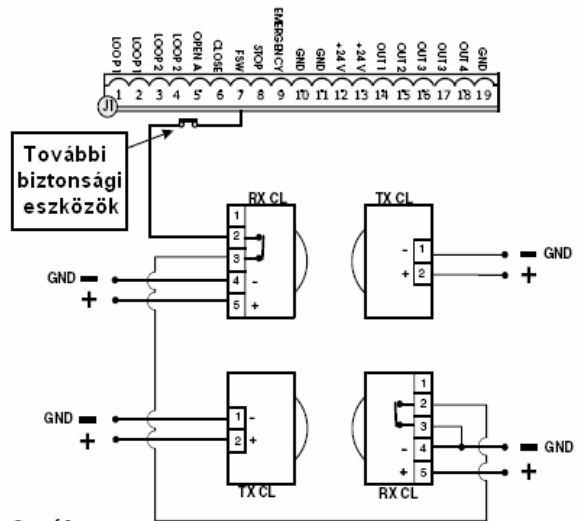 LOOP 1 LOOP 1 LOOP 2 LOOP 2 OPEN A CLOSE FSW STOP EMERGENCY GND GND +24 V +24 V OUT 1 OUT 2 OUT 3 OUT 3 OUT 4 GND
1 2 3 4 5 6 7 8 9 10 11 12 13 14 15 16 17 18 19
J1
További
biztonsági
eszközök
RX CL
1
2
3
4 -
5 +
GND -
+
TX CL
- 1
+ 2
- GND
+
GND -
+
1 -
2 +
TX CL
1
2
3
- 4
+ 5
RX CL
- GND
+